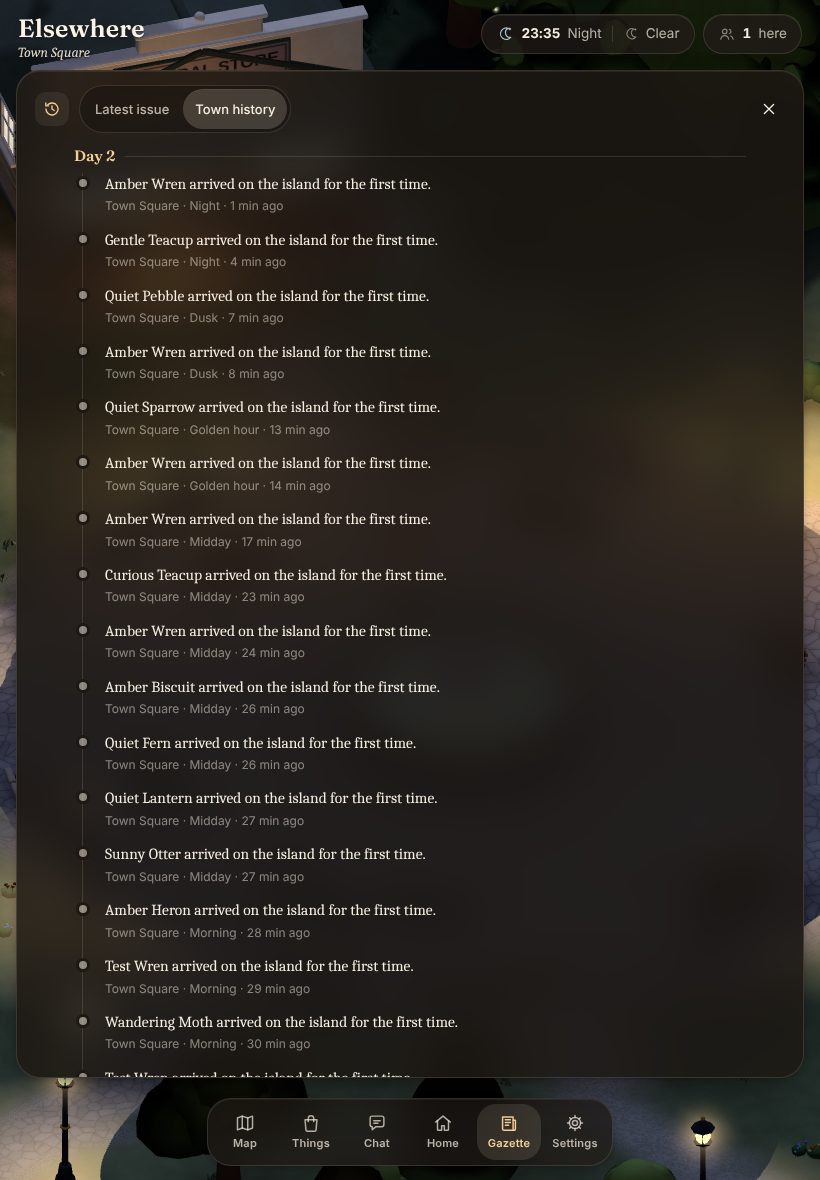 Elsewhere
Town Square
23:35 Night
Clear
1 here
STORE
Latest issue
Town history
Day 2
Amber Wren arrived on the island for the first time.
Town Square · Night · 1 min ago
Gentle Teacup arrived on the island for the first time.
Town Square · Night · 4 min ago
Quiet Pebble arrived on the island for the first time.
Town Square · Dusk · 7 min ago
Amber Wren arrived on the island for the first time.
Town Square · Dusk · 8 min ago
Quiet Sparrow arrived on the island for the first time.
Town Square · Golden hour · 13 min ago
Amber Wren arrived on the island for the first time.
Town Square · Golden hour · 14 min ago
Amber Wren arrived on the island for the first time.
Town Square · Midday · 17 min ago
Curious Teacup arrived on the island for the first time.
Town Square · Midday · 23 min ago
Amber Wren arrived on the island for the first time.
Town Square · Midday · 24 min ago
Amber Biscuit arrived on the island for the first time.
Town Square · Midday · 26 min ago
Quiet Fern arrived on the island for the first time.
Town Square · Midday · 26 min ago
Quiet Lantern arrived on the island for the first time.
Town Square · Midday · 27 min ago
Sunny Otter arrived on the island for the first time.
Town Square · Midday · 27 min ago
Amber Heron arrived on the island for the first time.
Town Square · Morning · 28 min ago
Test Wren arrived on the island for the first time.
Town Square · Morning · 29 min ago
Wandering Moth arrived on the island for the first time.
Town Square · Morning · 30 min ago
Test Wren arrived on the island for the first time.
Map
Things
Chat
Home
Gazette
Settings